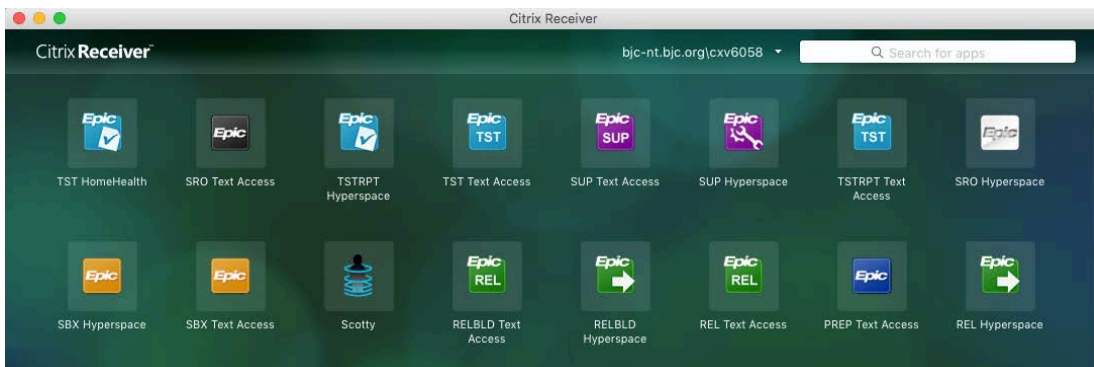 Citrix Receiver
Citrix Receiver™
bjc-nt.bjc.org\cxv6058
Search for apps
Epic
Epic
Epic
Epic TST
Epic SUP
Epic
Epic TST
Epic
TST HomeHealth
SRO Text Access
TSTRPT Hyperspace
TST Text Access
SUP Text Access
SUP Hyperspace
TSTRPT Text Access
SRO Hyperspace
Epic
Epic
Epic REL
Epic
Epic REL
Epic
Epic
SBX Hyperspace
SBX Text Access
Scotty
RELBLD Text Access
RELBLD Hyperspace
REL Text Access
PREP Text Access
REL Hyperspace